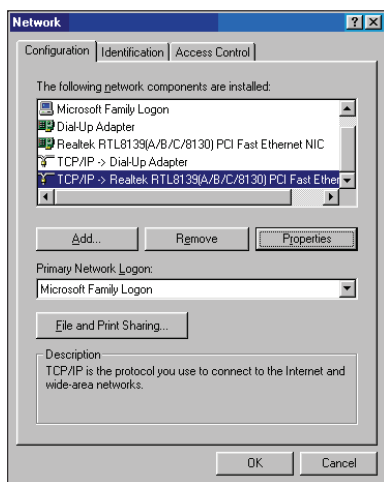 Network
Configuration Identification Access Control
The following network components are installed:
Microsoft Family Logon
Dial-Up Adapter
Realtek RTL8139(A/B/C/8130) PCI Fast Ethernet NIC
TCP/IP -> Dial-Up Adapter
TCP/IP -> Realtek RTL8139(A/B/C/8130) PCI Fast Ether
Add... Remove Properties
Primary Network Logon:
Microsoft Family Logon
File and Print Sharing...
Description
TCP/IP is the protocol you use to connect to the Internet and
wide-area networks.
OK Cancel